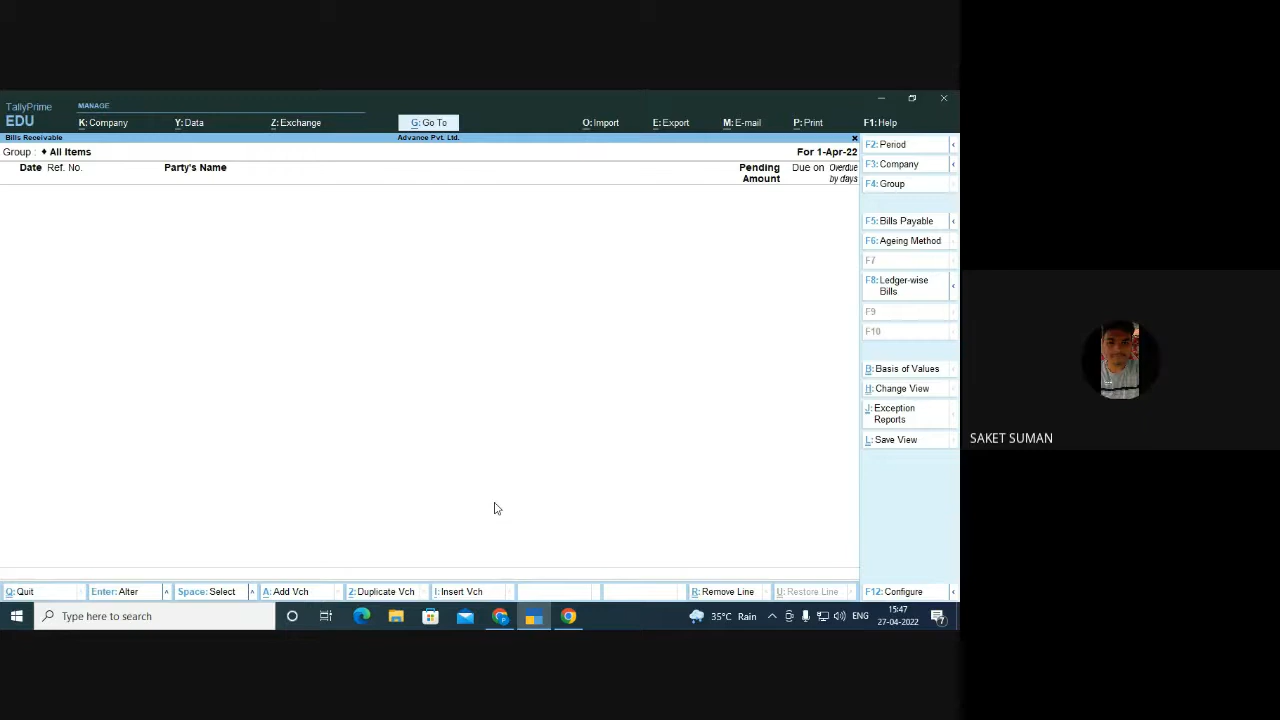 TallyPrime
EDU
MANAGE
K: Company
Y: Data
Z: Exchange
G: Go To
O: Import
E: Export
M: E-mail
P: Print
F1: Help
Bills Receivable
Advance Pvt. Ltd.
Group : ♦ All Items
For 1-Apr-22
Date Ref. No.
Party's Name
Pending
Amount
Due on Overdue
by days
F2: Period
F3: Company
F4: Group
F5: Bills Payable
F6: Ageing Method
F7
F8: Ledger-wise
Bills
F9
F10
B: Basis of Values
H: Change View
J: Exception
Reports
L: Save View
SAKET SUMAN
Q: Quit
Enter: Alter
Space: Select
A: Add Vch
2: Duplicate Vch
I: Insert Vch
R: Remove Line
U: Restore Line
F12: Configure
Type here to search
35°C Rain
ENG
15:47
27-04-2022
7